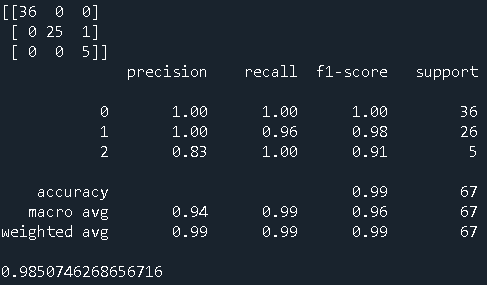 [[36  0  0]
 [ 0 25  1]
 [ 0  0  5]]
              precision    recall  f1-score   support

           0       1.00      1.00      1.00        36
           1       1.00      0.96      0.98        26
           2       0.83      1.00      0.91         5

    accuracy                           0.99        67
   macro avg       0.94      0.99      0.96        67
weighted avg       0.99      0.99      0.99        67

0.9850746268656716